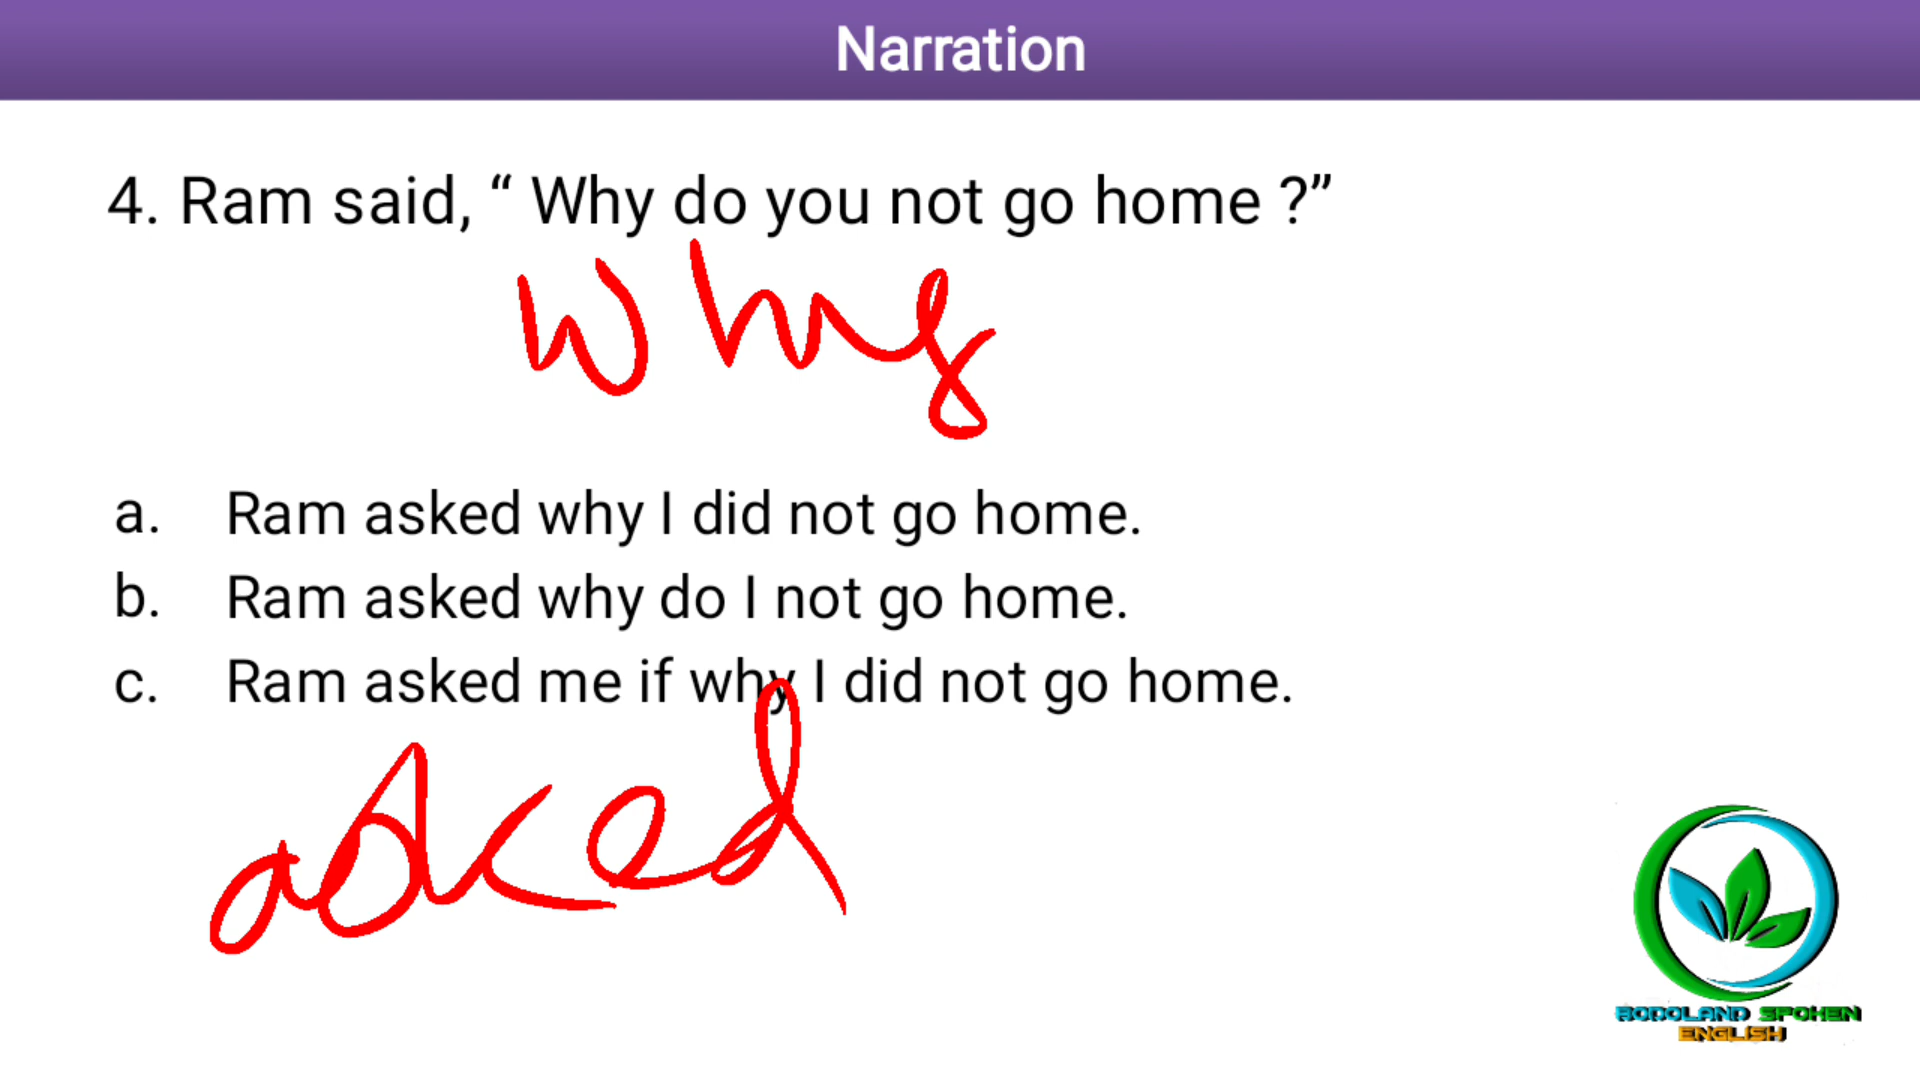 Narration
4. Ram said, “ Why do you not go home ?”
Why
a. Ram asked why I did not go home.
b. Ram asked why do I not go home.
c. Ram asked me if why I did not go home.
asked
BODOLAND SPOKEN
ENGLISH